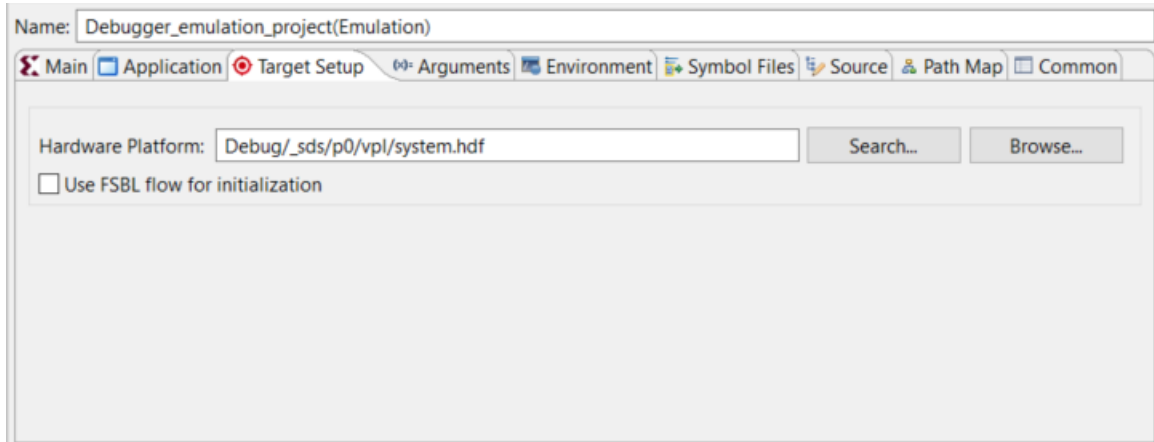 Name: Debugger_emulation_project(Emulation)
Main Application Target Setup (x)= Arguments Environment Symbol Files Source Path Map Common
Hardware Platform: Debug/_sds/p0/vpl/system.hdf Search... Browse...
Use FSBL flow for initialization